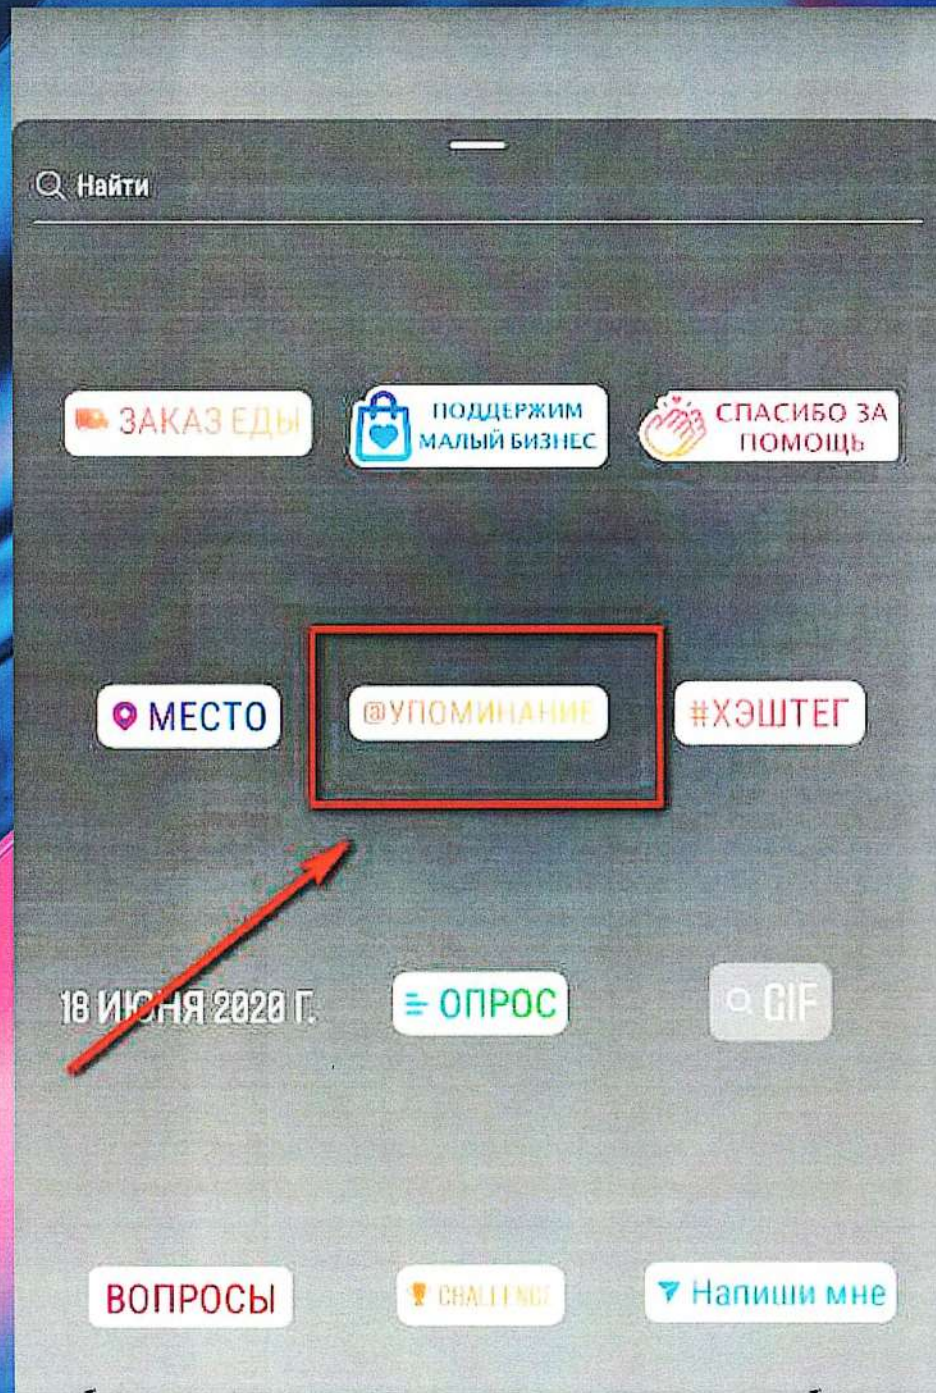 Найти
ЗАКАЗ ЕДЫ
ПОДДЕРЖИМ
МАЛЫЙ БИЗНЕС
СПАСИБО ЗА
ПОМОЩЬ
МЕСТО
@УПОМИНАНИЕ
#ХЭШТЕГ
18 ИЮНЯ 2020 Г.
ОПРОС
GIF
ВОПРОСЫ
CHALLENGE
Напиши мне